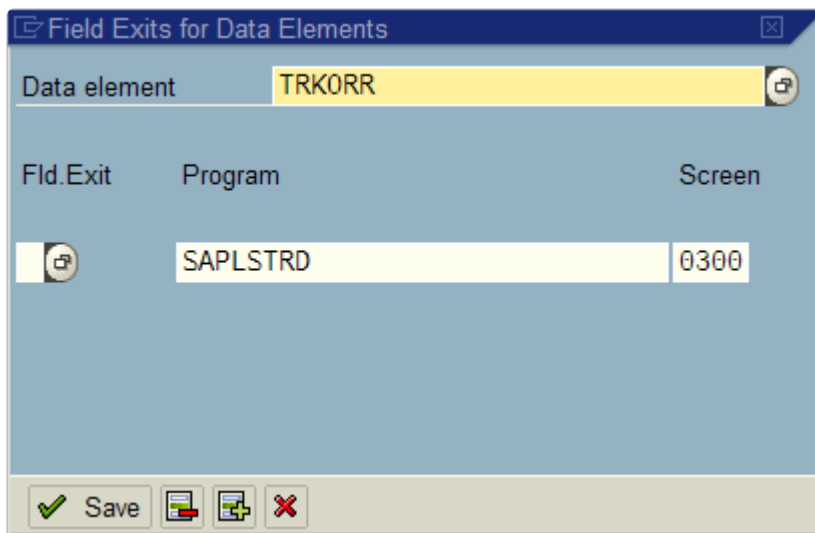 Field Exits for Data Elements
Data element TRKORR
Fld.Exit Program Screen
SAPLSTRD 0300
Save